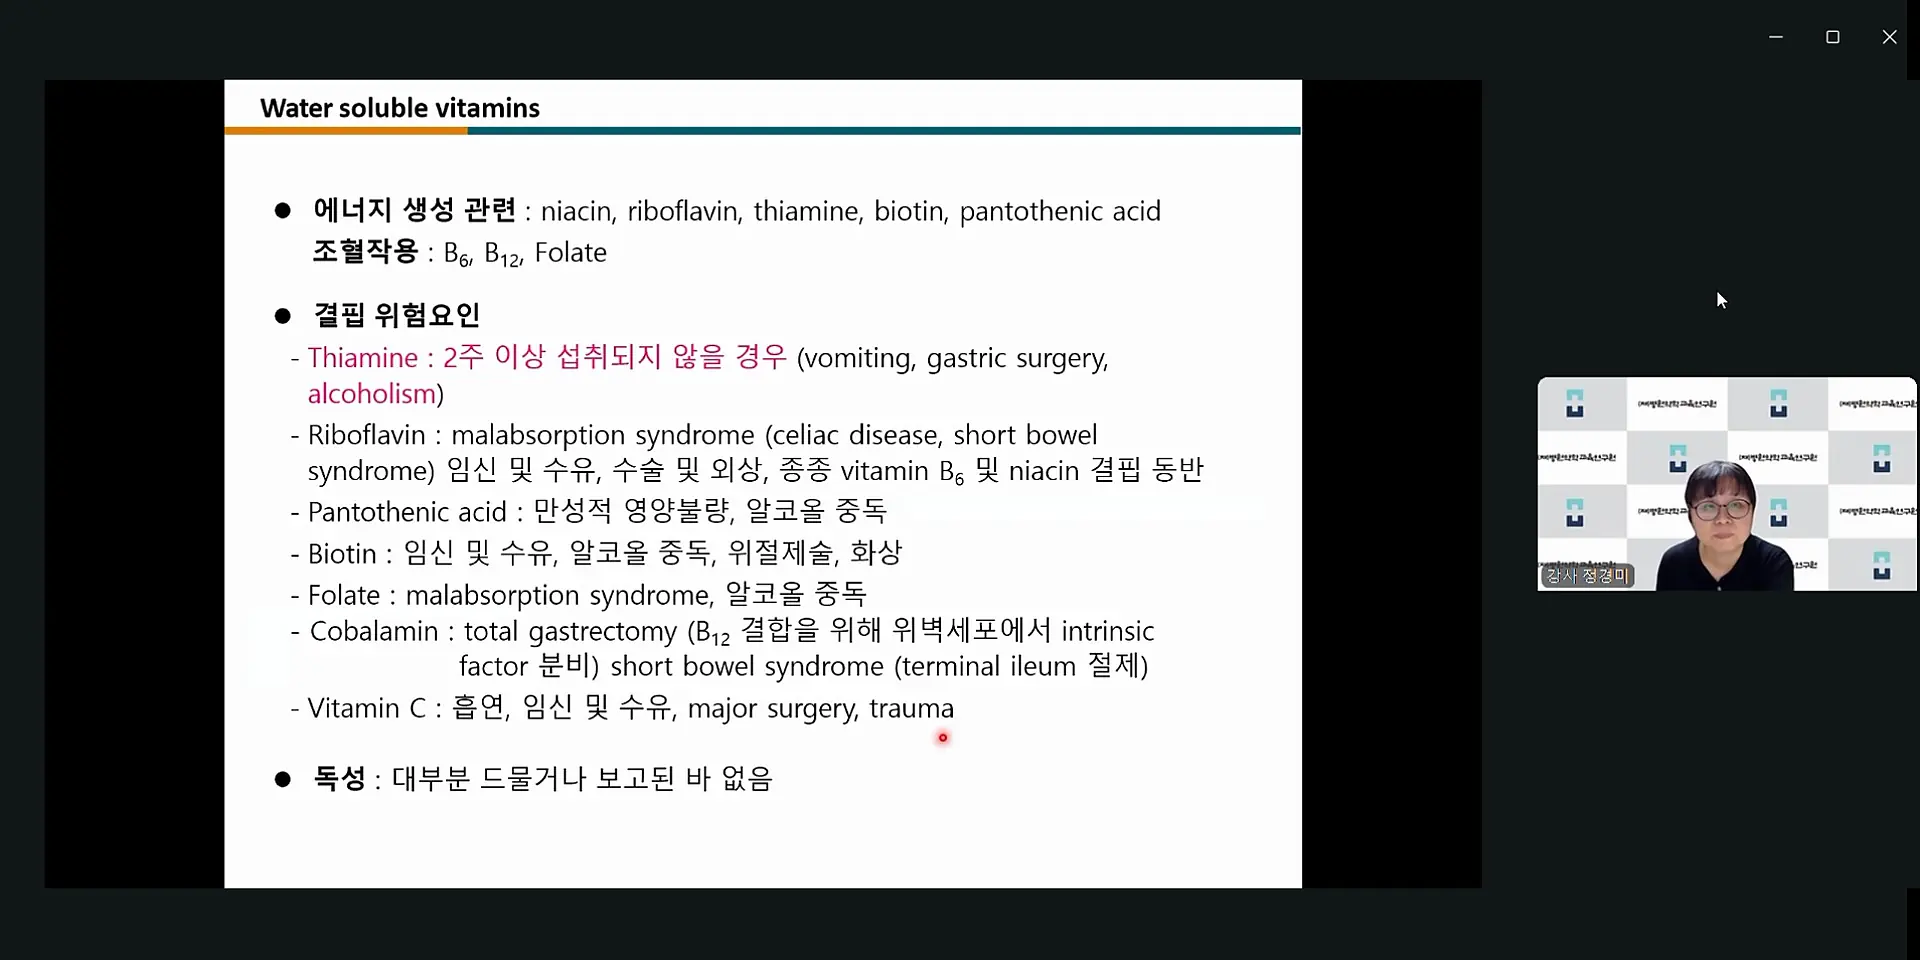 Water soluble vitamins
● 에너지 생성 관련 : niacin, riboflavin, thiamine, biotin, pantothenic acid
조혈작용 : B6, B12, Folate
● 결핍 위험요인
- Thiamine : 2주 이상 섭취되지 않을 경우 (vomiting, gastric surgery,
alcoholism)
- Riboflavin : malabsorption syndrome (celiac disease, short bowel
syndrome) 임신 및 수유, 수술 및 외상, 종종 vitamin B6 및 niacin 결핍 동반
- Pantothenic acid : 만성적 영양불량, 알코올 중독
- Biotin : 임신 및 수유, 알코올 중독, 위절제술, 화상
- Folate : malabsorption syndrome, 알코올 중독
- Cobalamin : total gastrectomy (B12 결합을 위해 위벽세포에서 intrinsic
factor 분비) short bowel syndrome (terminal ileum 절제)
- Vitamin C : 흡연, 임신 및 수유, major surgery, trauma
● 독성 : 대부분 드물거나 보고된 바 없음
강사 정경미